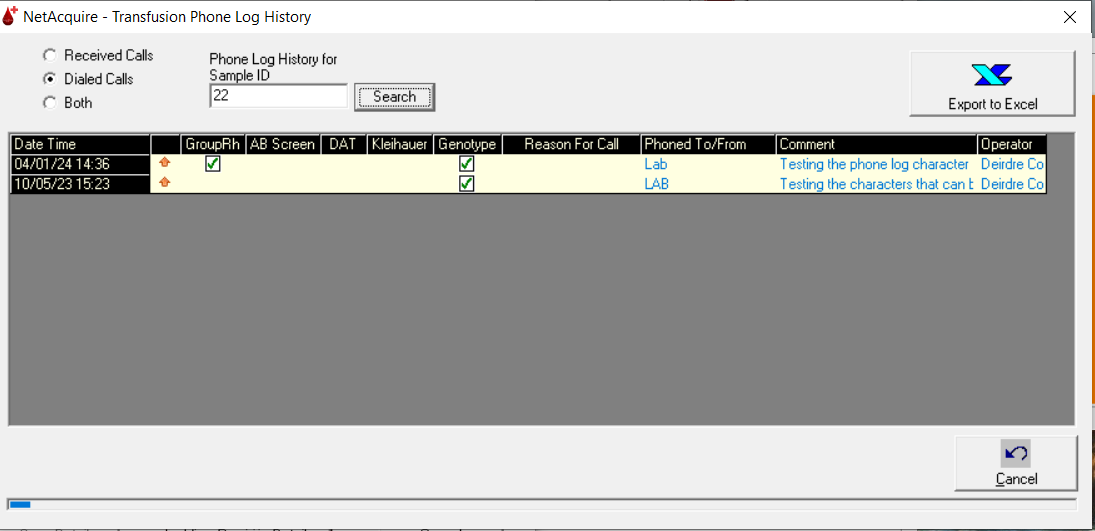 NetAcquire - Transfusion Phone Log History
Received Calls
Dialed Calls
Both
Phone Log History for
Sample ID
22
Search
Export to Excel
Date Time GroupRh AB Screen DAT Kleihauer Genotype Reason For Call Phoned To/From Comment Operator
04/01/24 14:36 Lab Testing the phone log character Deirdre Co
10/05/23 15:23 LAB Testing the characters that can b Deirdre Co
Cancel